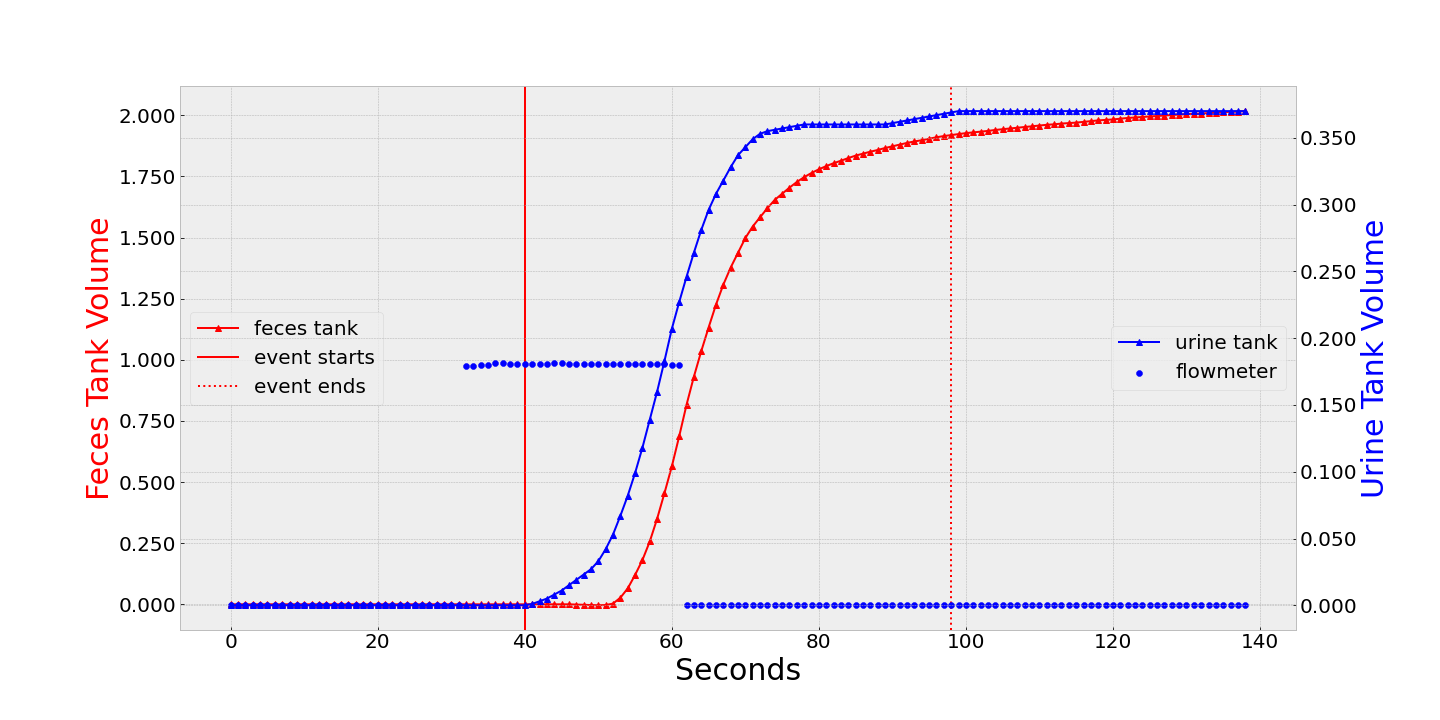 Feces Tank Volume
2.000
1.750
1.500
1.250
1.000
0.750
0.500
0.250
0.000
feces tank
event starts
event ends
urine tank
flowmeter
0.350
0.300
0.250
0.200
0.150
0.100
0.050
0.000
Urine Tank Volume
0 20 40 60 80 100 120 140
Seconds